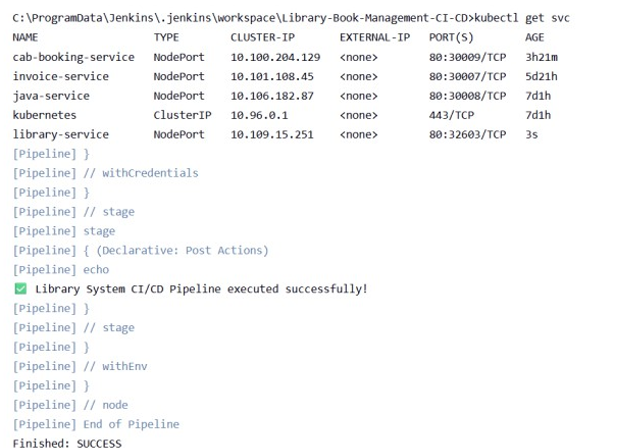 C:\ProgramData\Jenkins\.jenkins\workspace\Library-Book-Management-CI-CD>kubectl get svc
NAME TYPE CLUSTER-IP EXTERNAL-IP PORT(S) AGE
cab-booking-service NodePort 10.100.204.129 <none> 80:30009/TCP 3h21m
invoice-service NodePort 10.101.108.45 <none> 80:30007/TCP 5d21h
java-service NodePort 10.106.182.87 <none> 80:30008/TCP 7d1h
kubernetes ClusterIP 10.96.0.1 <none> 443/TCP 7d1h
library-service NodePort 10.109.15.251 <none> 80:32603/TCP 3s
[Pipeline] }
[Pipeline] // withCredentials
[Pipeline] }
[Pipeline] // stage
[Pipeline] stage
[Pipeline] { (Declarative: Post Actions)
[Pipeline] echo
✅ Library System CI/CD Pipeline executed successfully!
[Pipeline] }
[Pipeline] // stage
[Pipeline] }
[Pipeline] // withEnv
[Pipeline] }
[Pipeline] // node
[Pipeline] End of Pipeline
Finished: SUCCESS